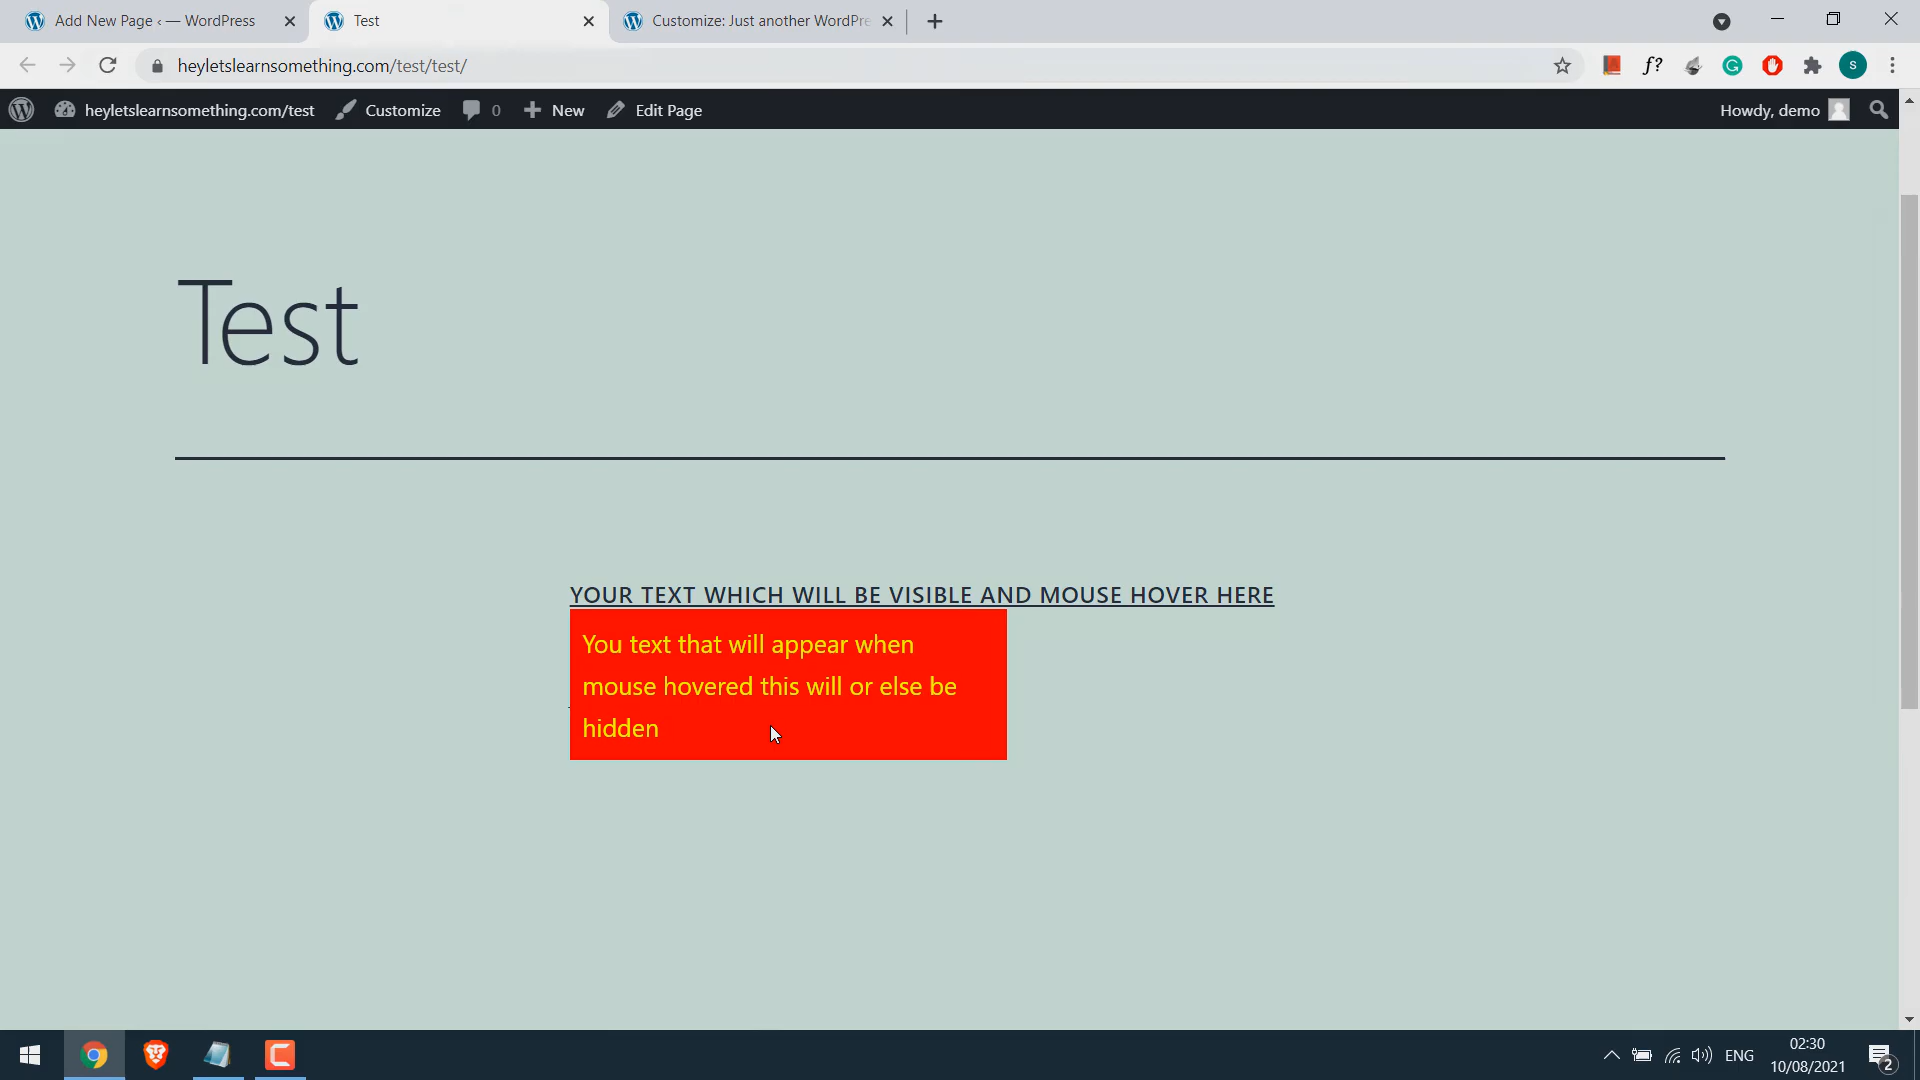 Add New Page ‹ — WordPress
Test
Customize: Just another WordPre
heyletslearnsomething.com/test/test/
f?
G
S
heyletslearnsomething.com/test
Customize
0
New
Edit Page
Howdy, demo
Test
YOUR TEXT WHICH WILL BE VISIBLE AND MOUSE HOVER HERE
You text that will appear when
mouse hovered this will or else be
hidden
ENG
02:30
10/08/2021
2